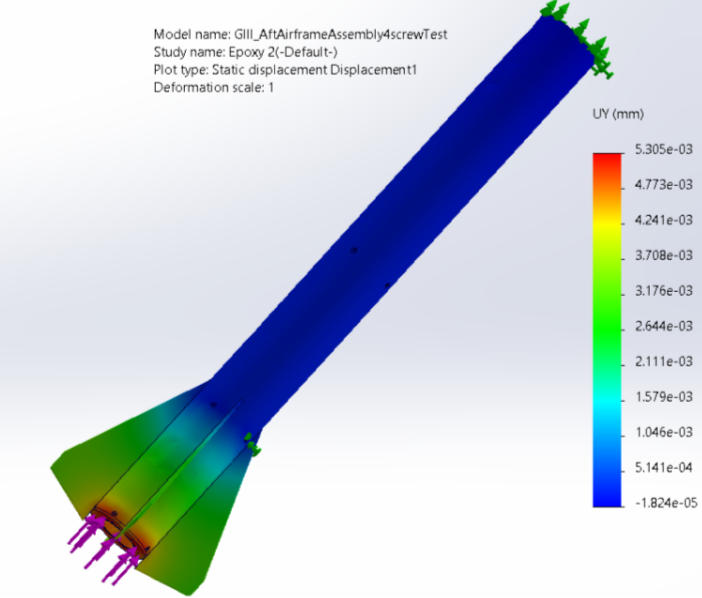 Model name: GIII_AftAirframeAssembly4screwTest
Study name: Epoxy 2(-Default-)
Plot type: Static displacement Displacement1
Deformation scale: 1
UY (mm)
5.305e-03
4.773e-03
4.241e-03
3.708e-03
3.176e-03
2.644e-03
2.111e-03
1.579e-03
1.046e-03
5.141e-04
-1.824e-05